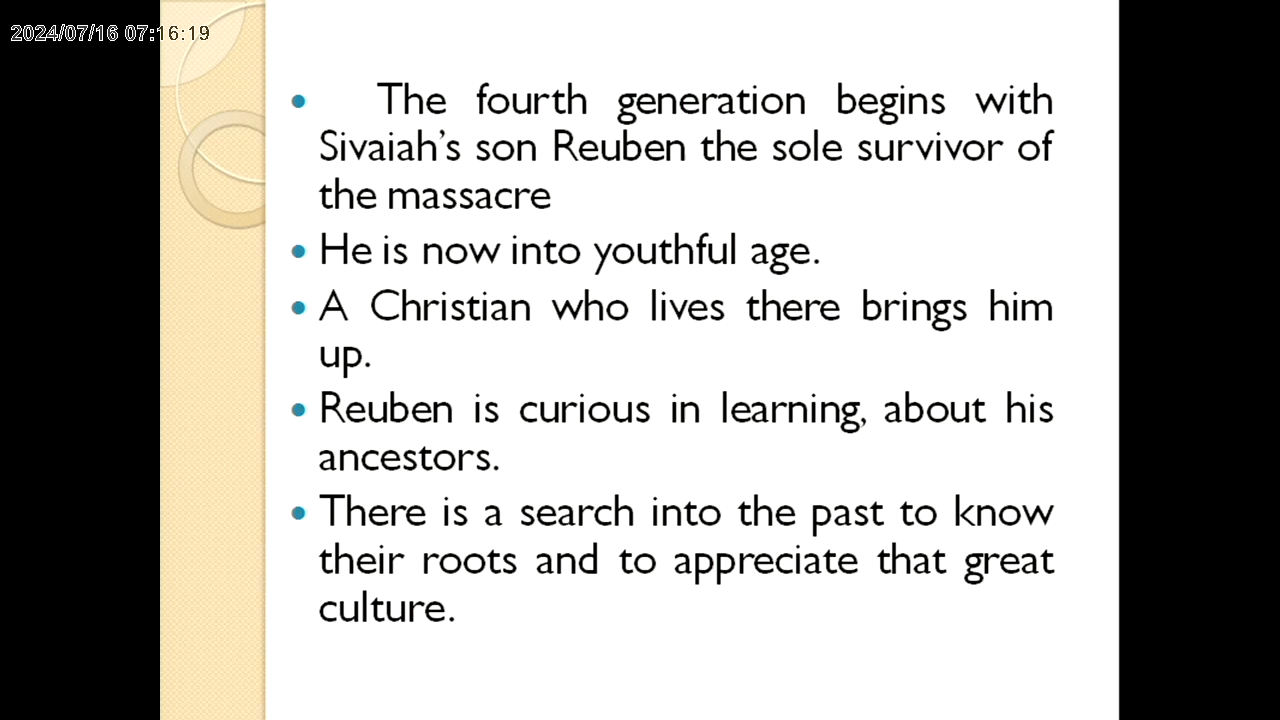 2024/07/16 07:16:19
• The fourth generation begins with
Sivaiah’s son Reuben the sole survivor of
the massacre
• He is now into youthful age.
• A Christian who lives there brings him
up.
• Reuben is curious in learning, about his
ancestors.
• There is a search into the past to know
their roots and to appreciate that great
culture.